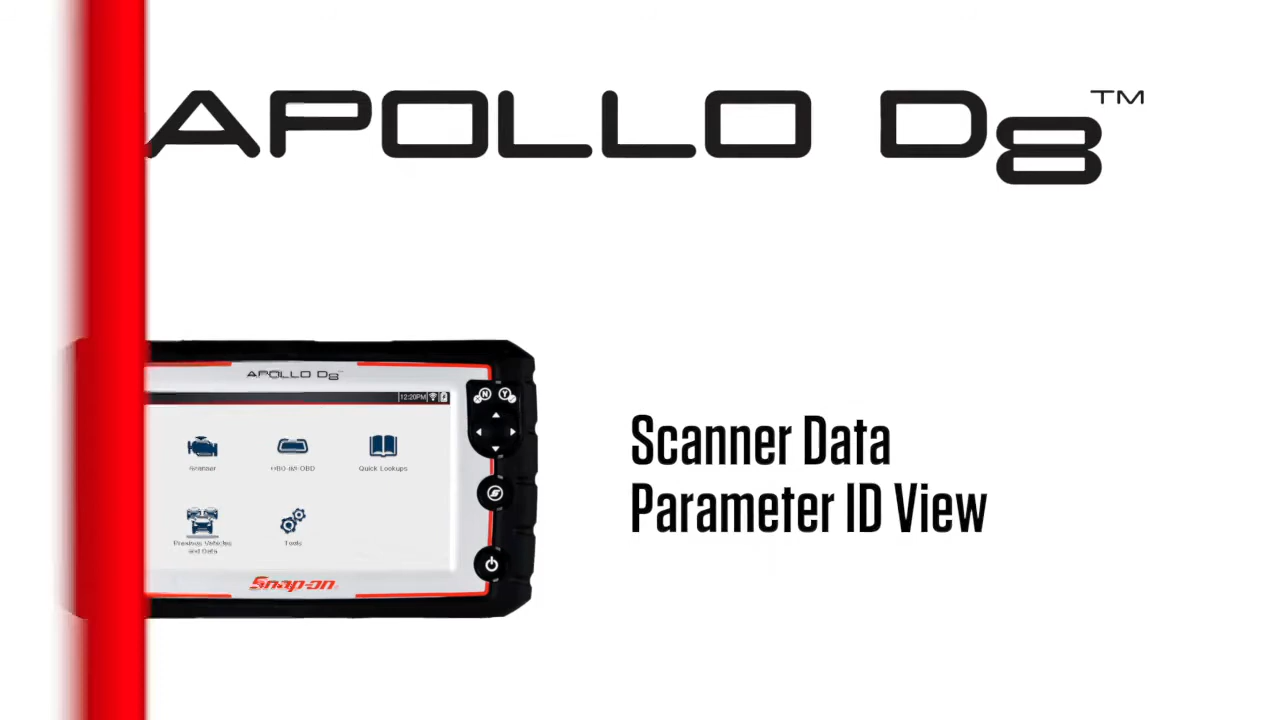 APOLLO D8™
APOLLO D8™
12:20PM
N Y
Scanner
OBD-II/EOBD
Quick Lookups
Previous Vehicles
and Data
Tools
Snap-on
Scanner Data
Parameter ID View